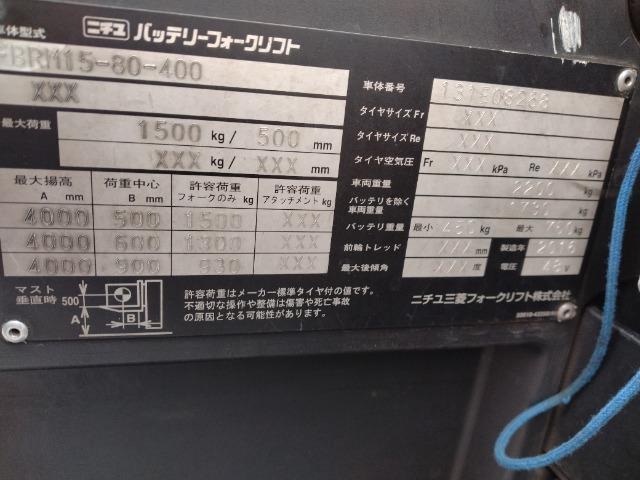 車体型式 ニチユ バッテリーフォークリフト
FBRM15-80-400
XXX
最大荷重 1500 kg/ 500 mm
XXX kg/ XXX mm
最大揚高 A mm 荷重中心 B mm 許容荷重 フォークのみ kg 許容荷重 アタッチメント kg
4000 500 1500 XXX
4000 600 1300 XXX
4000 900 930 XXX
マスト垂直時 500 A B
許容荷重はメーカー標準タイヤ付の値です。
不適切な操作や整備は傷害や死亡事故
の原因となる可能性があります。
車体番号
タイヤサイズ Fr XXX
タイヤサイズ Re XXX
タイヤ空気圧 Fr XXX kPa Re XXX kPa
車両重量 2200 kg
バッテリを除く車両重量 kg
バッテリ重量 最小 kg 最大 kg
前輪トレッド XXX mm 製造年 2016
最大後傾角 XXX 度 電圧 48 V
ニチユ三菱フォークリフト株式会社